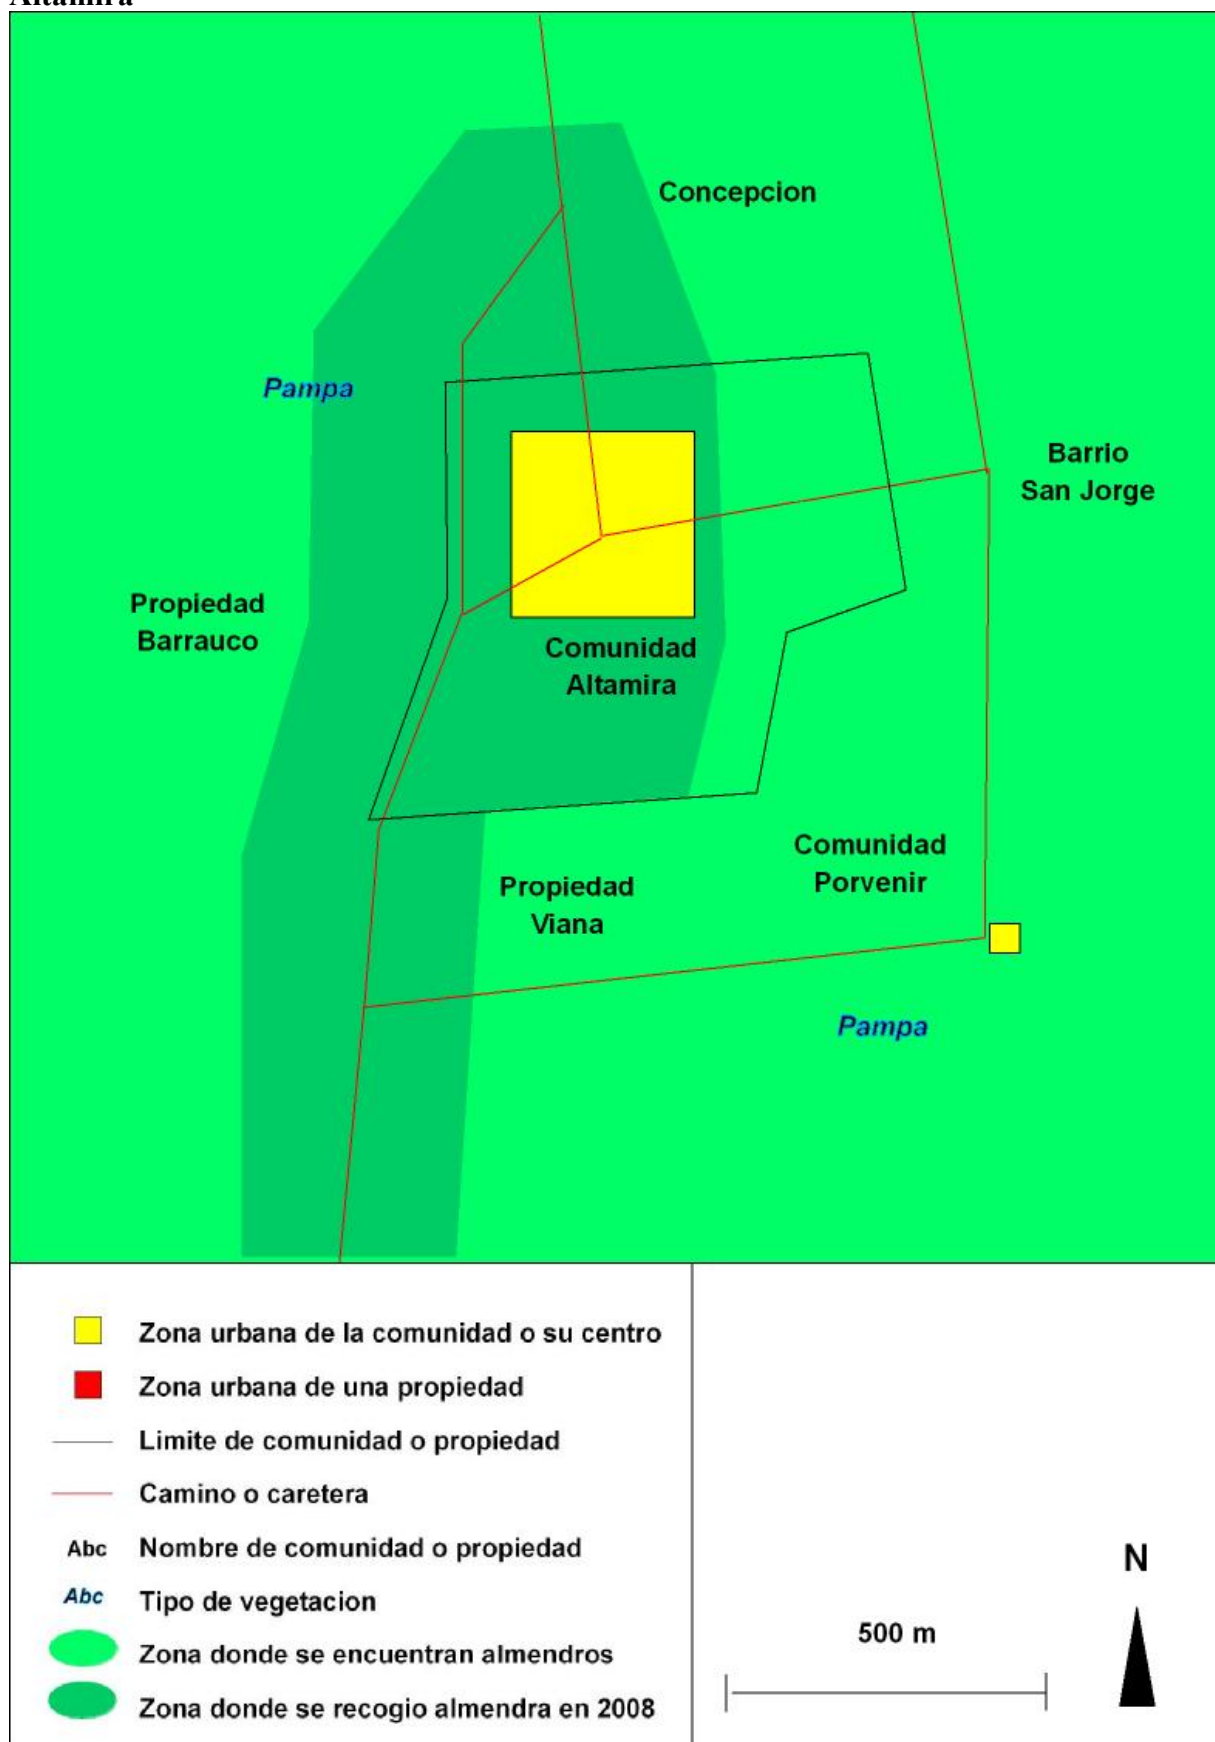 Altamira
Concepcion
Pampa
Barrio
San Jorge
Propiedad
Barrauco
Comunidad
Altamira
Comunidad
Porvenir
Propiedad
Viana
Pampa
Zona urbana de la comunidad o su centro
Zona urbana de una propiedad
Limite de comunidad o propiedad
Camino o caretera
Abc Nombre de comunidad o propiedad
Abc Tipo de vegetacion
Zona donde se encuentran almendros
Zona donde se recogio almendra en 2008
500 m
N